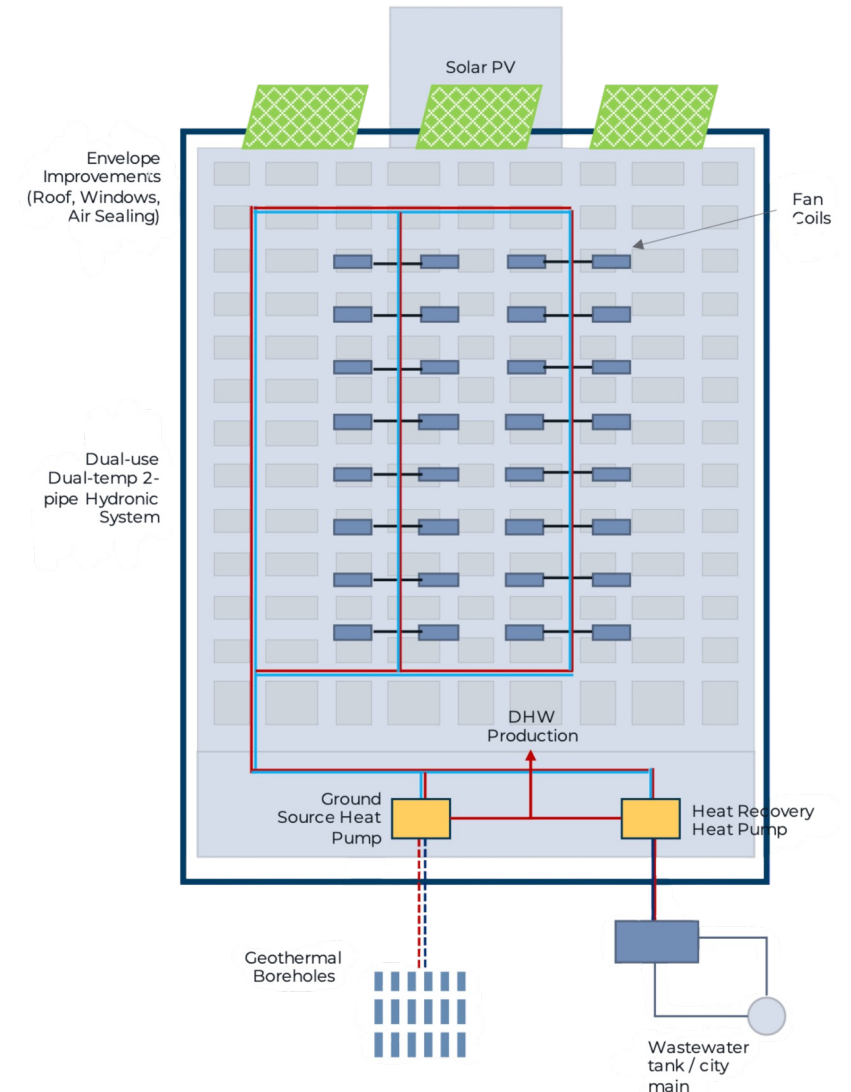 Solar PV
Envelope
Improvements
(Roof, Windows,
Air Sealing)
Fan
Coils
Dual-use
Dual-temp 2-
pipe Hydronic
System
DHW
Production
Ground
Source Heat
Pump
Heat Recovery
Heat Pump
Geothermal
Boreholes
Wastewater
tank / city
main